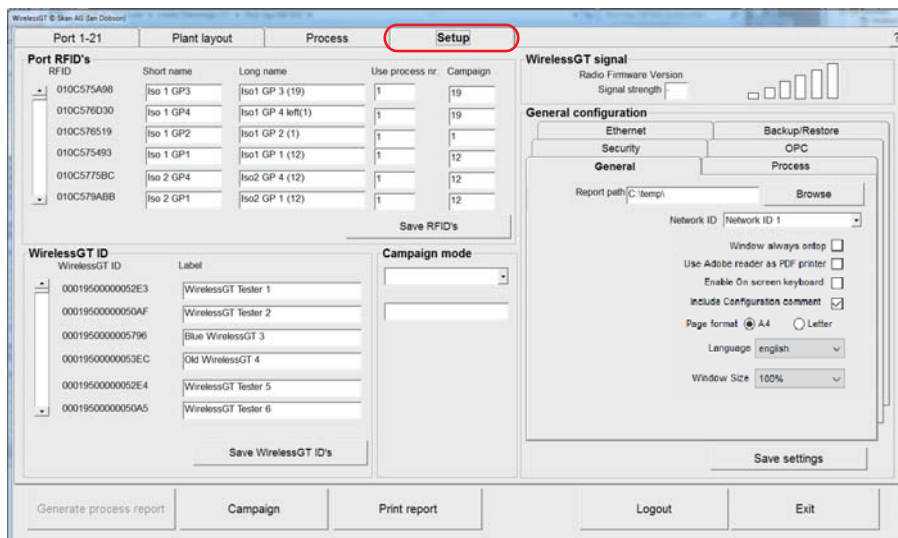 WirelessGT © Skan AG (Ian Dobson)
Port 1-21 Plant layout Process Setup ?
Port RFID's
RFID Short name Long name Use process nr. Campaign
010C575A98 Iso 1 GP3 Iso1 GP 3 (19) 1 19
010C576D30 Iso 1 GP4 Iso1 GP 4 left(1) 1 19
010C576519 Iso 1 GP2 Iso1 GP 2 (1) 1 1
010C575493 Iso 1 GP1 Iso1 GP 1 (12) 1 12
010C5775BC Iso 2 GP4 Iso2 GP 4 (12) 1 12
010C579ABB Iso 2 GP1 Iso2 GP 1 (12) 1 12
Save RFID's
WirelessGT ID
WirelessGT ID Label
00019500000052E3 WirelessGT Tester 1
00019500000050AF WirelessGT Tester 2
0001950000005796 Blue WirelessGT 3
00019500000053EC Old WirelessGT 4
00019500000052E4 WirelessGT Tester 5
00019500000050A5 WirelessGT Tester 6
Save WirelessGT ID's
Campaign mode
WirelessGT signal
Radio Firmware Version
Signal strength -
General configuration
Ethernet Backup/Restore
Security OPC
General Process
Report path C:\temp\ Browse
Network ID Network ID 1
Window always ontop
Use Adobe reader as PDF printer
Enable On screen keyboard
Include Configuration comment
Page format A4 Letter
Language english
Window Size 100%
Save settings
Generate process report Campaign Print report Logout Exit